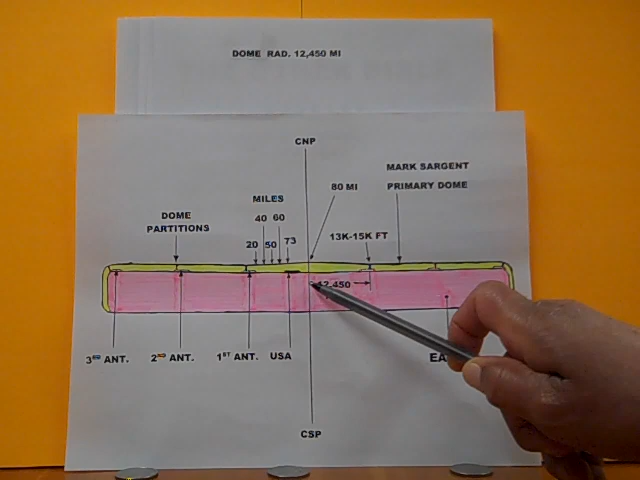 DOME RAD. 12,450 MI
CNP
MARK SARGENT
PRIMARY DOME
80 MI
MILES
40 60
20 50 73
DOME
PARTITIONS
13K-15K FT
12,450
3RD ANT.
2ND ANT.
1ST ANT.
USA
EA
CSP